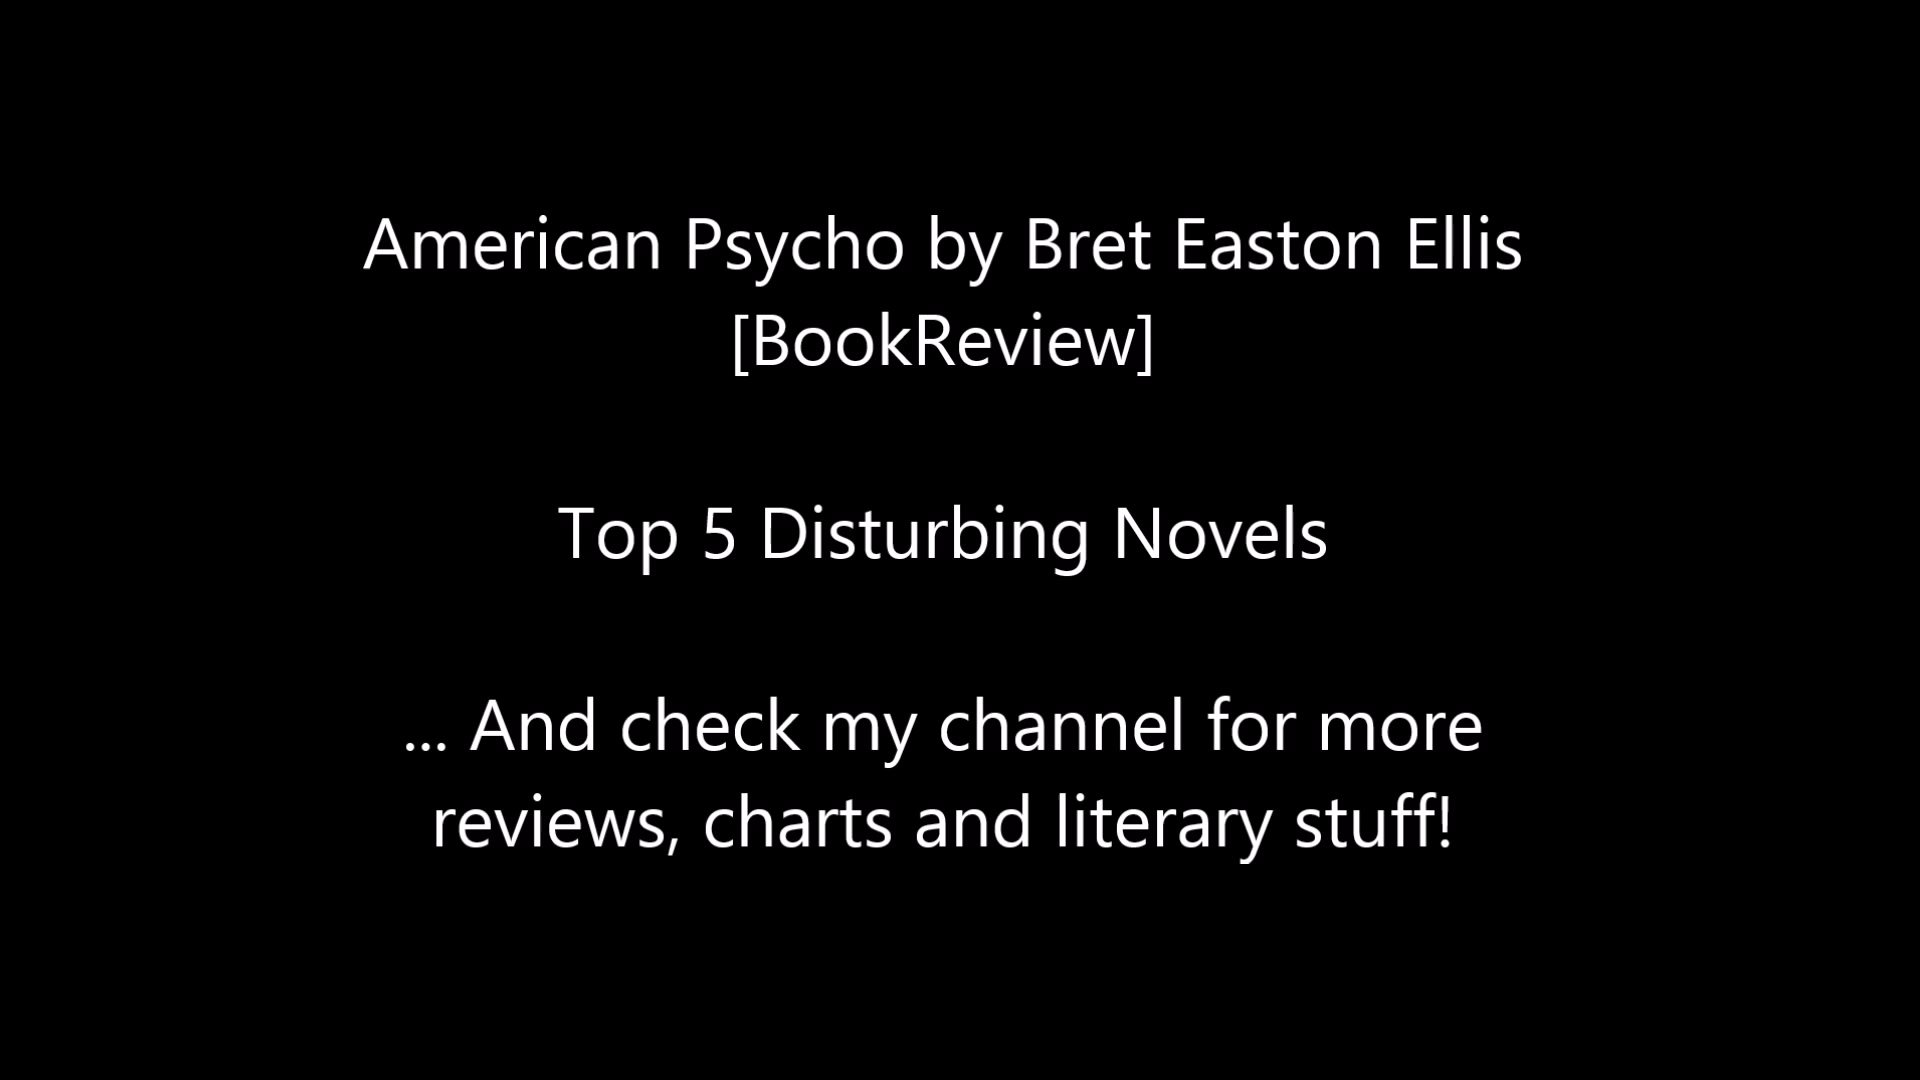 American Psycho by Bret Easton Ellis
[BookReview]
Top 5 Disturbing Novels
... And check my channel for more
reviews, charts and literary stuff!